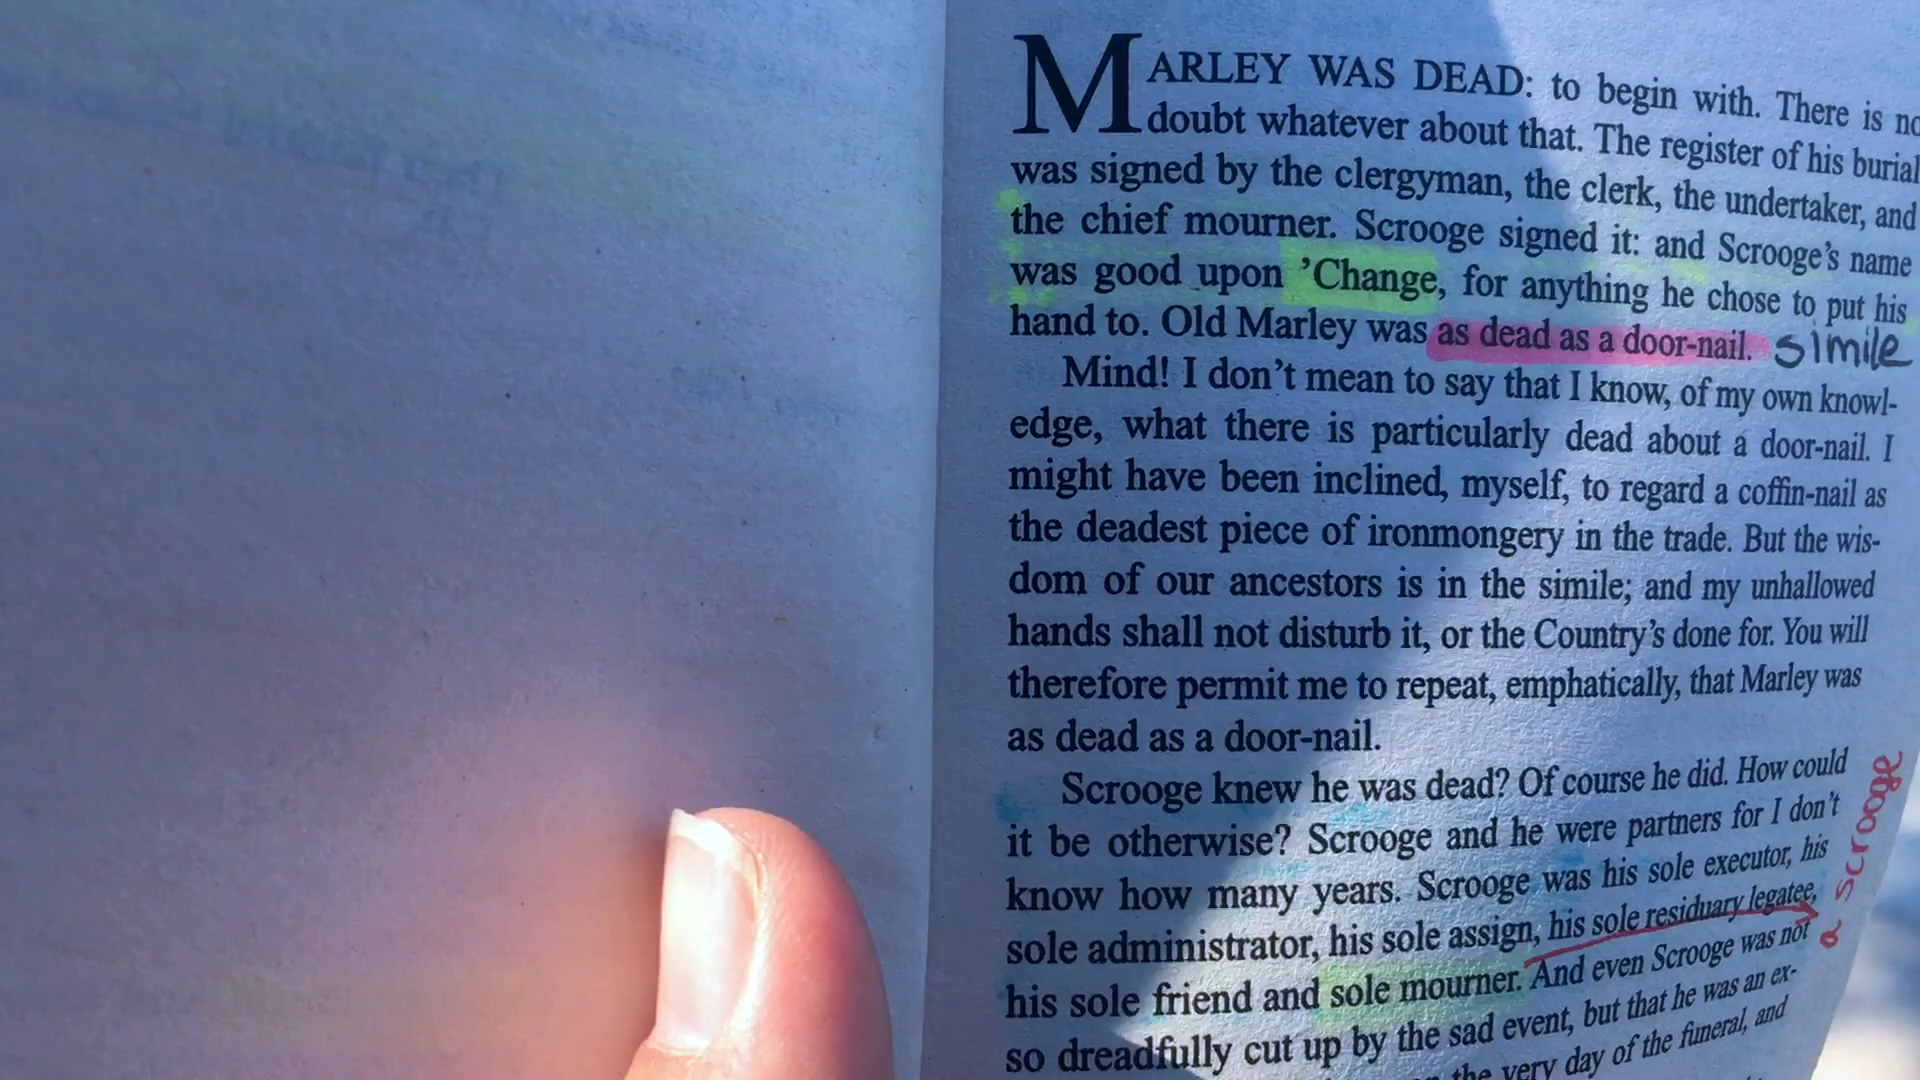 MARLEY WAS DEAD: to begin with. There is no
doubt whatever about that. The register of his burial
was signed by the clergyman, the clerk, the undertaker, and
the chief mourner. Scrooge signed it: and Scrooge's name
was good upon 'Change, for anything he chose to put his
hand to. Old Marley was as dead as a door-nail. simile
Mind! I don't mean to say that I know, of my own knowl-
edge, what there is particularly dead about a door-nail. I
might have been inclined, myself, to regard a coffin-nail as
the deadest piece of ironmongery in the trade. But the wis-
dom of our ancestors is in the simile; and my unhallowed
hands shall not disturb it, or the Country's done for. You will
therefore permit me to repeat, emphatically, that Marley was
as dead as a door-nail.
Scrooge knew he was dead? Of course he did. How could
it be otherwise? Scrooge and he were partners for I don't
know how many years. Scrooge was his sole executor, his
sole administrator, his sole assign, his sole residuary legatee,
his sole friend and sole mourner. And even Scrooge was not
so dreadfully cut up by the sad event, but that he was an ex-
the very day of the funeral, and
a scrooge